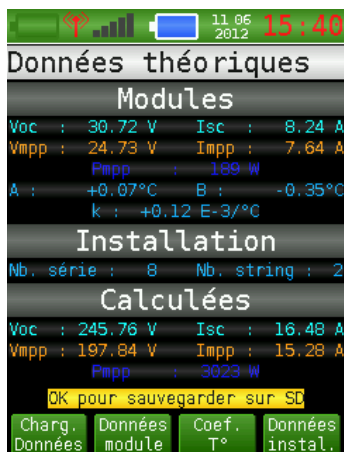 11 06 15:40
2012
Données théoriques
Modules
Voc : 30.72 V Isc : 8.24 A
Vmpp : 24.73 V Impp : 7.64 A
Pmpp : 189 W
A : +0.07°C B : -0.35°C
k : +0.12 E-3/°C
Installation
Nb. série : 8 Nb. string : 2
Calculées
Voc : 245.76 V Isc : 16.48 A
Vmpp : 197.84 V Impp : 15.28 A
Pmpp : 3023 W
OK pour sauvegarder sur SD
Charg. Données Coef. Données
Données module T° instal.